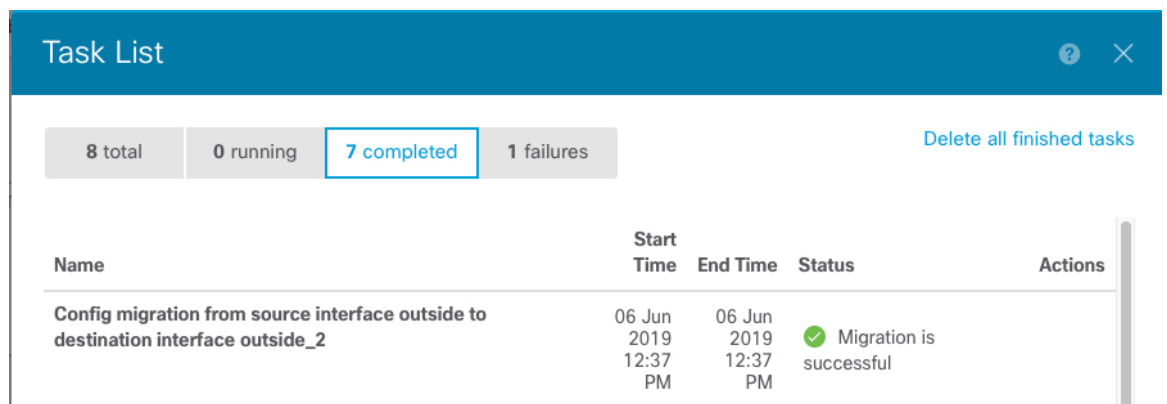 Task List
8 total 0 running 7 completed 1 failures
Delete all finished tasks
Name Start Time End Time Status Actions
Config migration from source interface outside to
destination interface outside_2
06 Jun
2019
12:37
PM
06 Jun
2019
12:37
PM
Migration is
successful